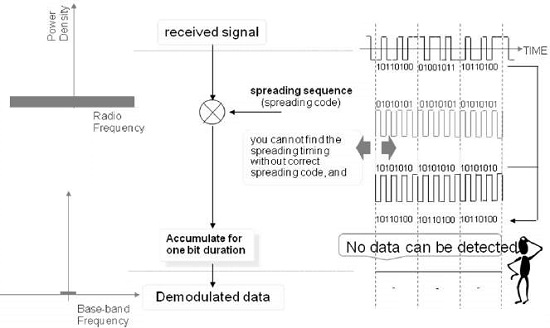 Power
Density
Radio
Frequency
received signal
spreading sequence
(spreading code)
you cannot find the
spreading timing
without correct
spreading code, and
Accumulate for
one bit duration
Demodulated data
Base-band
Frequency
TIME
10110100 01001011 10110100
01010101 01010101 01010101
10101010 10101010 10101010
10110100 10110100 10110100
No data can be detected
- - -